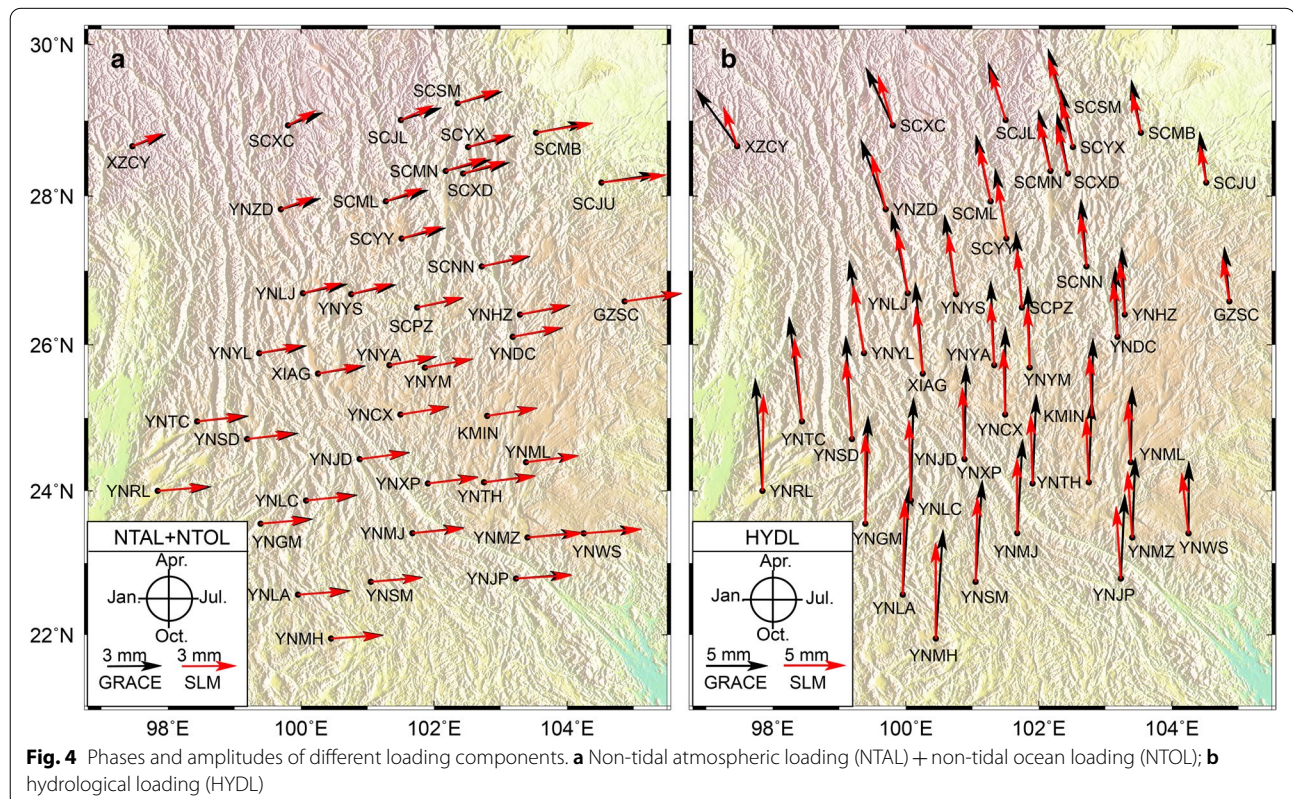 30°N
28°N
26°N
24°N
22°N
a
SCSM
SCXC
SCJL
SCYX
SCMB
XZCY
SCMN
SCXD
SCJU
YNZD
SCML
SCYY
SCNN
YNLJ
YNYS
SCPZ
YNHZ
GZSC
YNDC
YNYL
YNYA
XIAG
YNYM
YNTC
YNCX
KMIN
YNSD
YNJD
YNML
YNRL
YNXP
YNTH
YNLC
YNGM
YNMJ
YNMZ
YNWS
YNLA
YNSM
YNJP
YNMH
NTAL+NTOL
Apr.
Jan. Jul.
Oct.
3 mm 3 mm
GRACE SLM
98°E 100°E 102°E 104°E
b
SCSM
SCXC
SCJL
SCMB
XZCY
SCYX
SCMN
SCXD
SCJU
YNZD
SCML
SCYY
SCNN
YNLJ
YNYS
SCPZ
YNHZ
GZSC
YNDC
YNYL
YNYA
XIAG
YNYM
YNTC
YNCX
KMIN
YNSD
YNJD
YNXP
YNML
YNRL
YNTH
YNLC
YNGM
YNMJ
YNMZ
YNWS
YNLA
YNSM
YNJP
YNMH
HYDL
Apr.
Jan. Jul.
Oct.
5 mm 5 mm
GRACE SLM
98°E 100°E 102°E 104°E
Fig. 4 Phases and amplitudes of different loading components. a Non-tidal atmospheric loading (NTAL) + non-tidal ocean loading (NTOL); b
hydrological loading (HYDL)